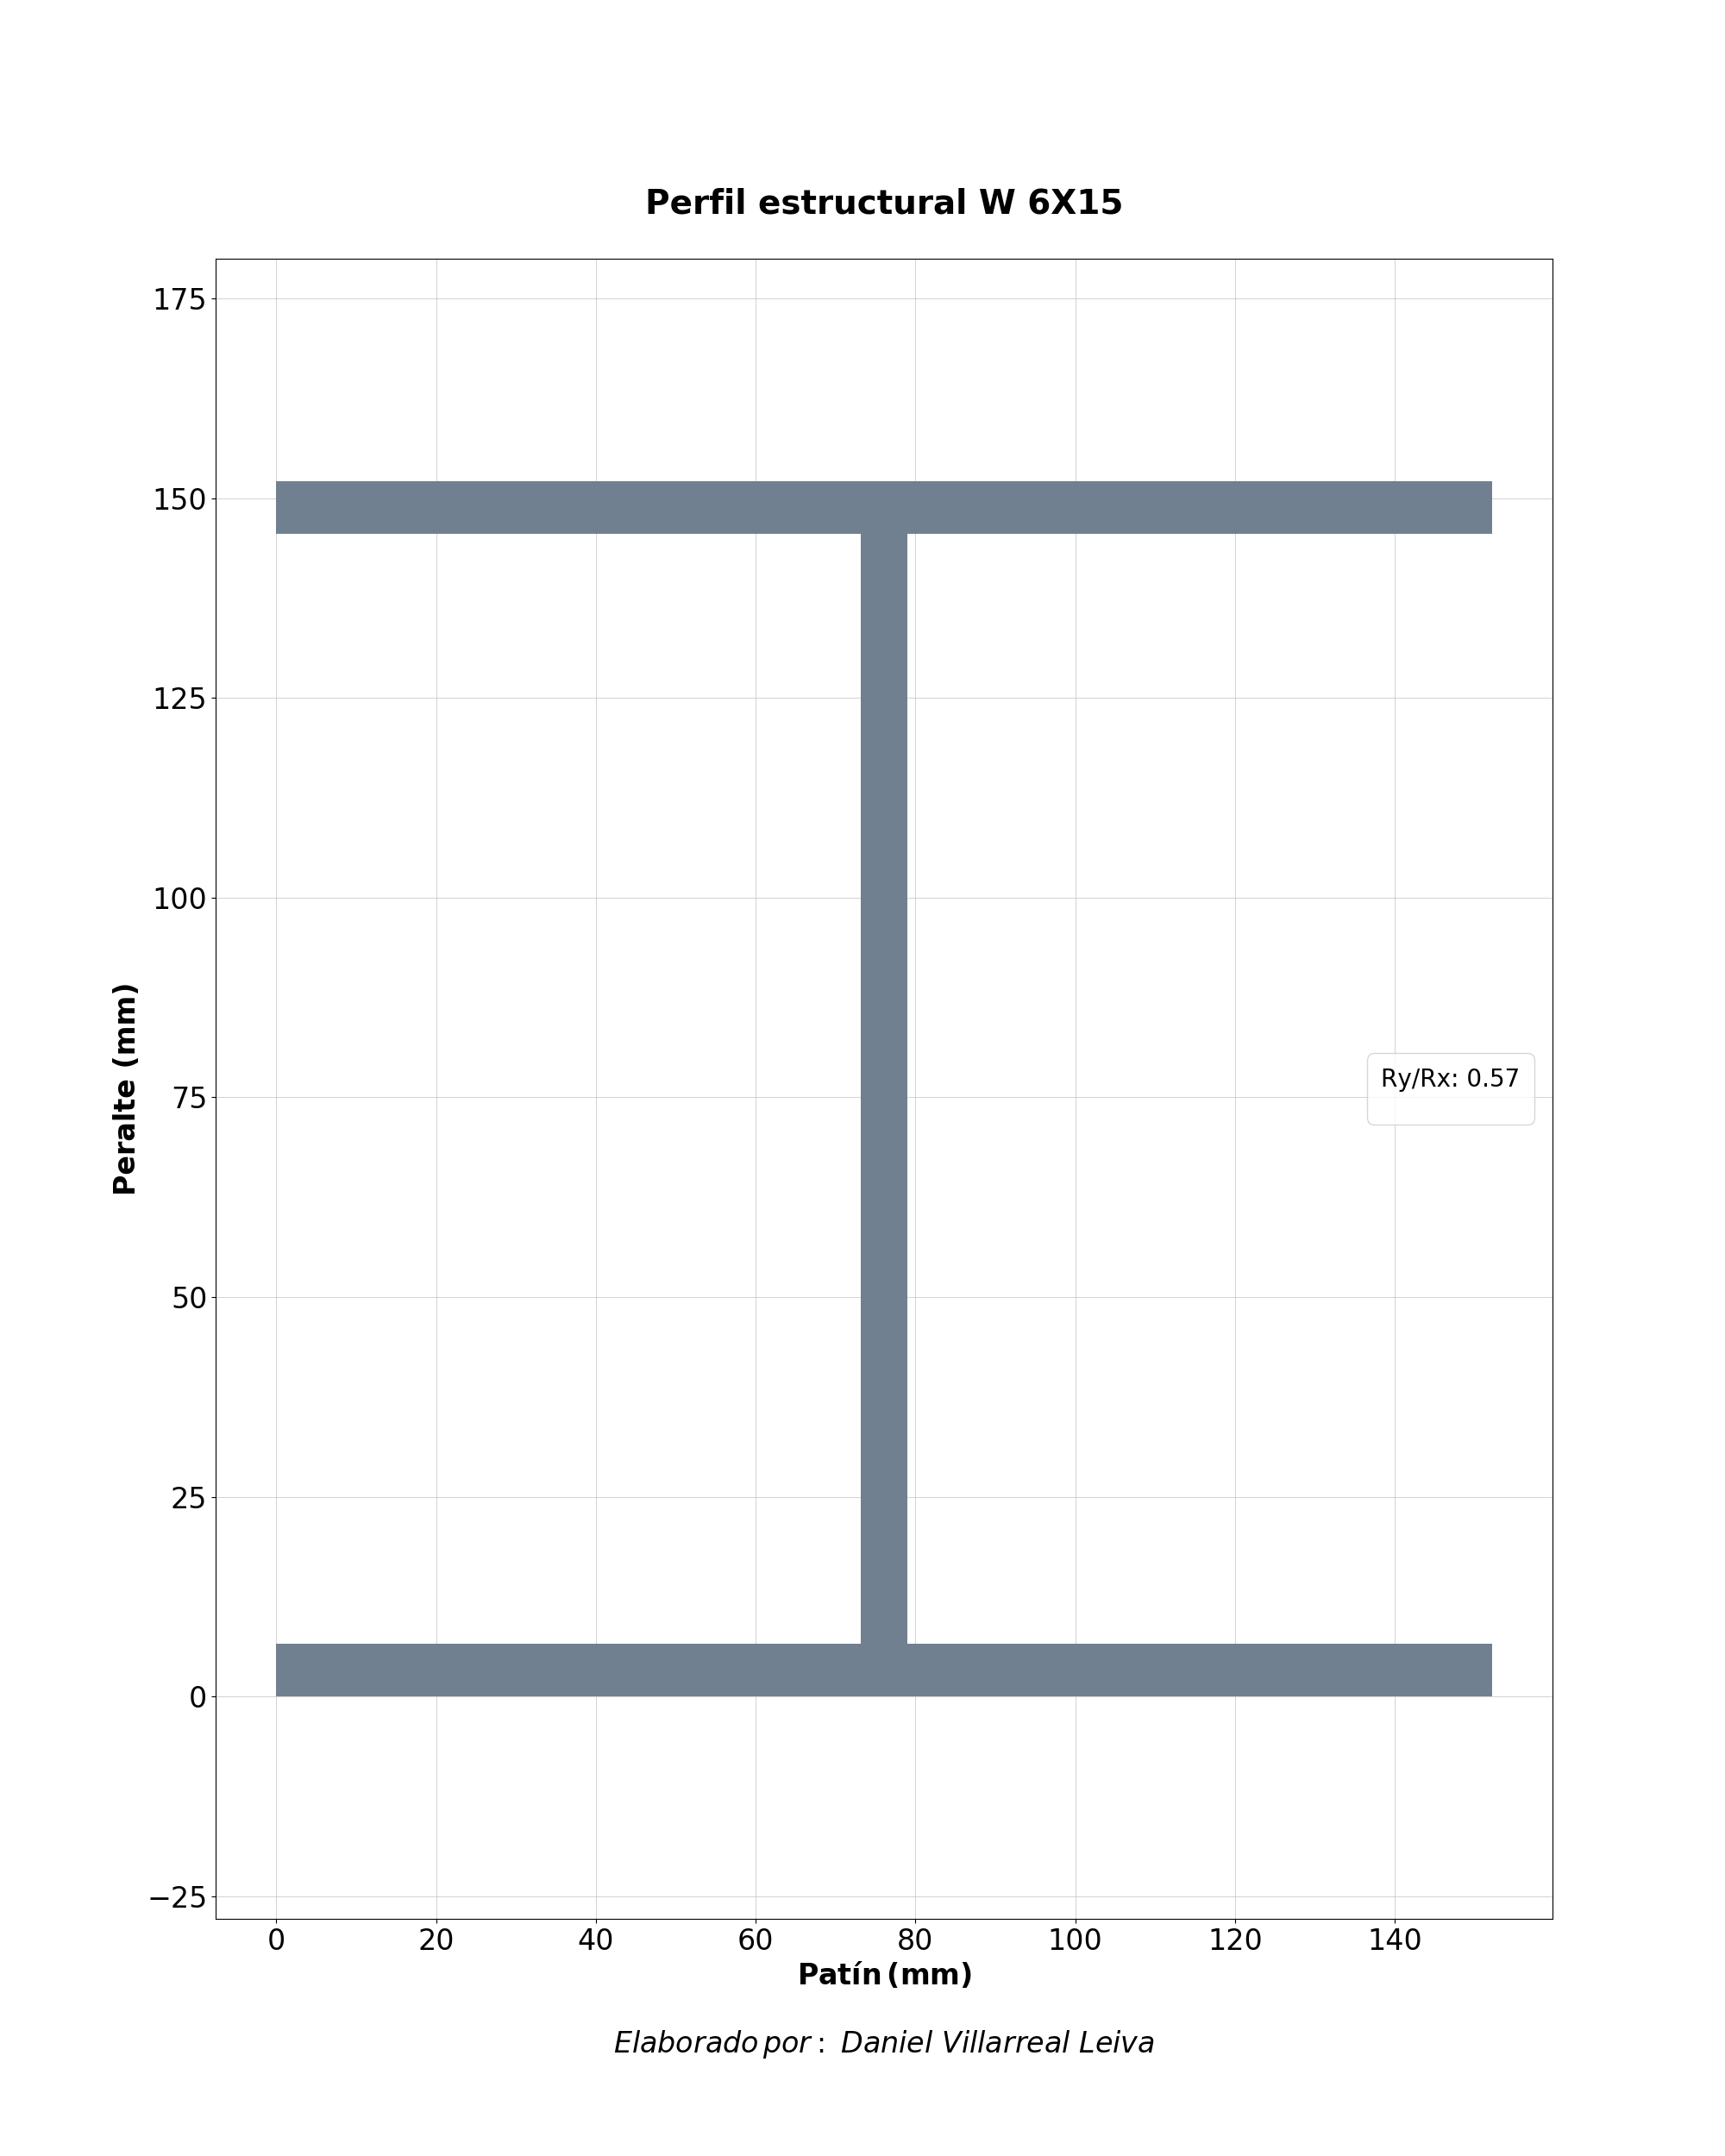 Perfil estructural W 6X15
175
150
125
100
75
50
25
0
−25
Peralte (mm)
Ry/Rx: 0.57
0 20 40 60 80 100 120 140
Patín (mm)
Elaborado por: Daniel Villarreal Leiva